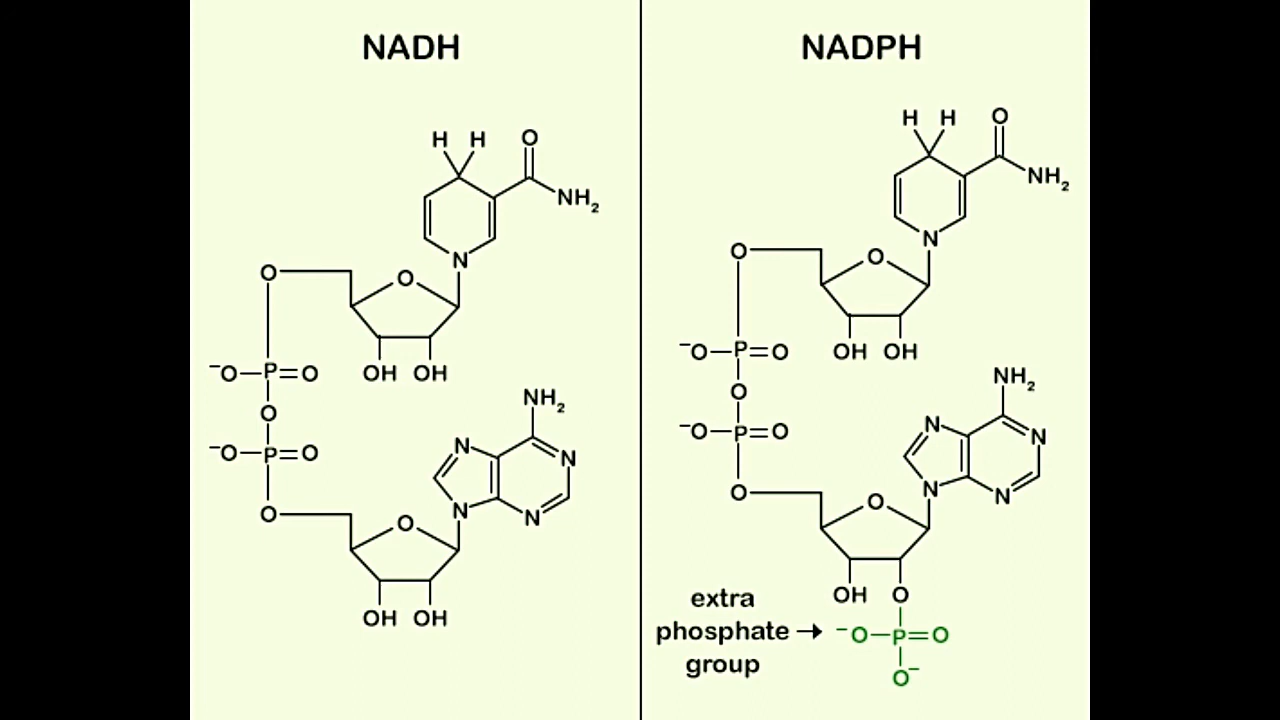 NADH
H H O
NH₂
N
O O
⁻O–P=O OH OH
O
NH₂
⁻O–P=O N N
O O N N
OH OH
NADPH
H H O
NH₂
N
O O
⁻O–P=O OH OH
O
NH₂
⁻O–P=O N N
O O N N
OH O
extra
phosphate → ⁻O–P=O
group O⁻